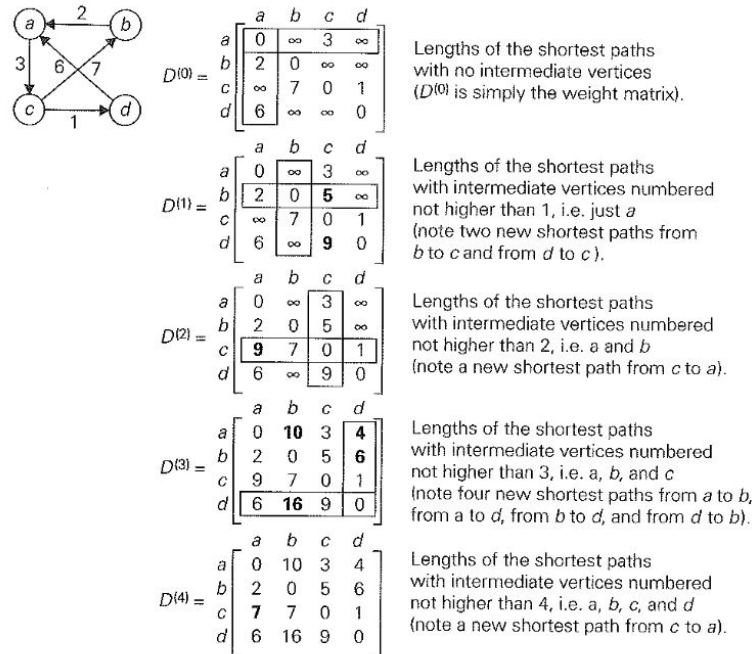 2
a
b
3
6
7
c
d
1
a b c d
a 0 ∞ 3 ∞
b 2 0 ∞ ∞
D(0) =
c ∞ 7 0 1
d 6 ∞ ∞ 0
Lengths of the shortest paths
with no intermediate vertices
(D(0) is simply the weight matrix).
a b c d
a 0 ∞ 3 ∞
b 2 0 5 ∞
D(1) =
c ∞ 7 0 1
d 6 ∞ 9 0
Lengths of the shortest paths
with intermediate vertices numbered
not higher than 1, i.e. just a
(note two new shortest paths from
b to c and from d to c ).
a b c d
a 0 ∞ 3 ∞
b 2 0 5 ∞
D(2) =
c 9 7 0 1
d 6 ∞ 9 0
Lengths of the shortest paths
with intermediate vertices numbered
not higher than 2, i.e. a and b
(note a new shortest path from c to a).
a b c d
a 0 10 3 4
b 2 0 5 6
D(3) =
c 9 7 0 1
d 6 16 9 0
Lengths of the shortest paths
with intermediate vertices numbered
not higher than 3, i.e. a, b, and c
(note four new shortest paths from a to b,
from a to d, from b to d, and from d to b).
a b c d
a 0 10 3 4
b 2 0 5 6
D(4) =
c 7 7 0 1
d 6 16 9 0
Lengths of the shortest paths
with intermediate vertices numbered
not higher than 4, i.e. a, b, c, and d
(note a new shortest path from c to a).